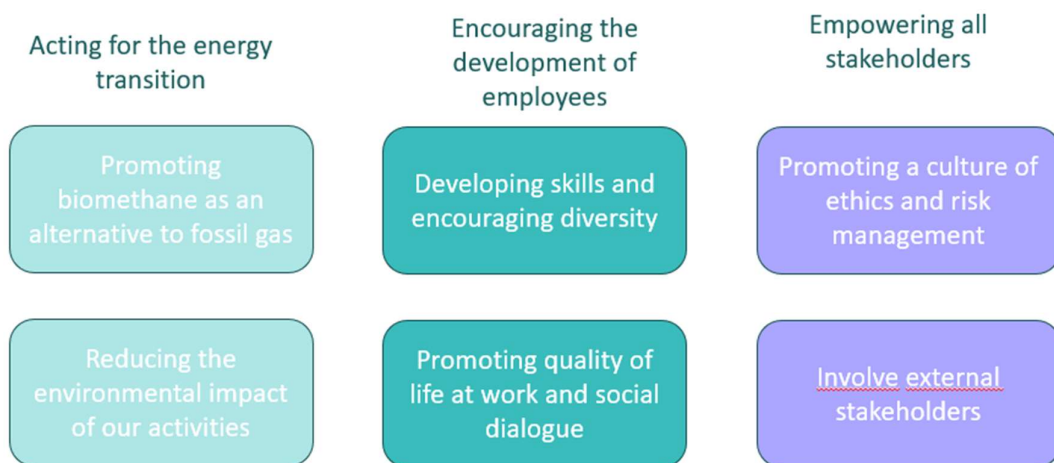 Acting for the energy
transition
Encouraging the
development of
employees
Empowering all
stakeholders
Promoting
biomethane as an
alternative to fossil gas
Developing skills and
encouraging diversity
Promoting a culture of
ethics and risk
management
Reducing the
environmental impact
of our activities
Promoting quality of
life at work and social
dialogue
Involve external
stakeholders